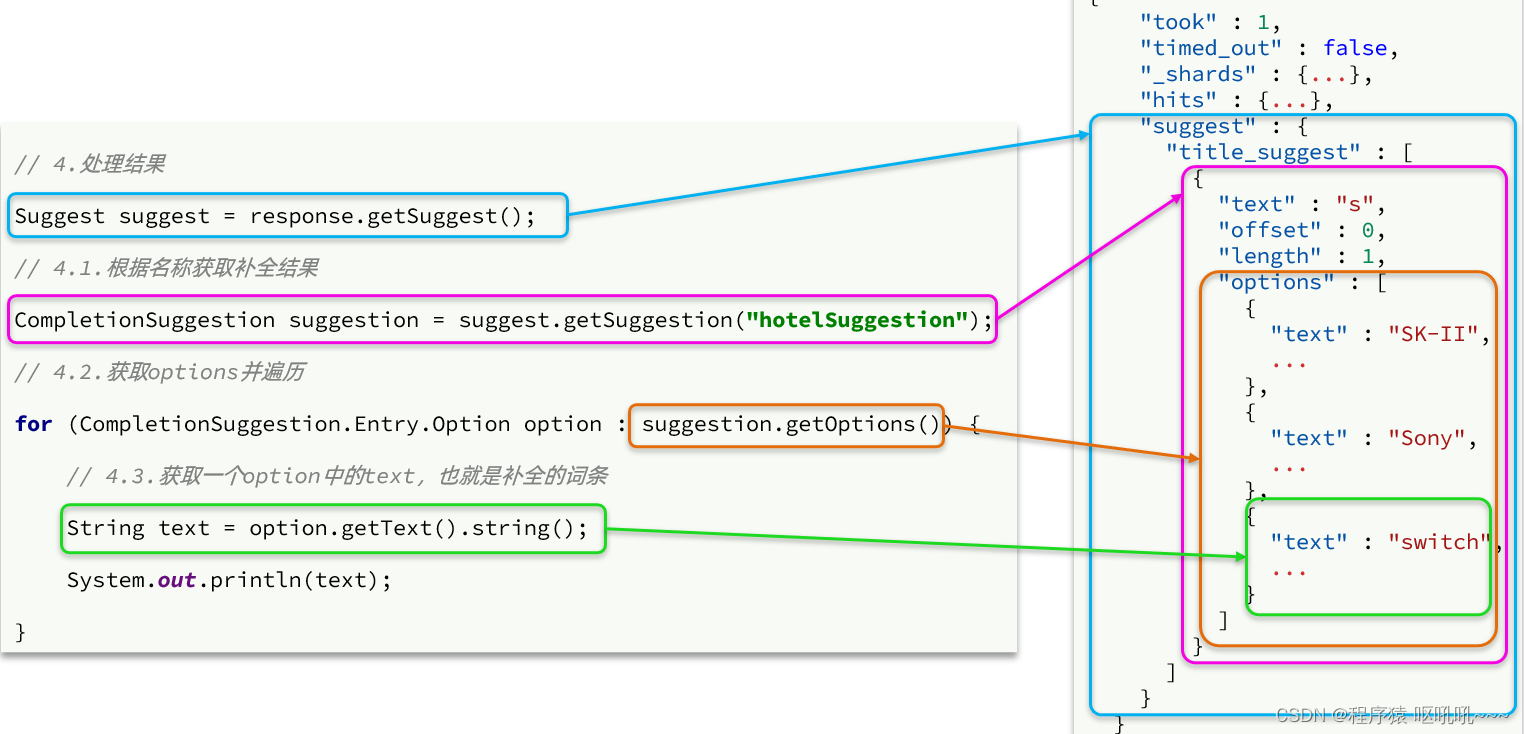 // 4.处理结果
Suggest suggest = response.getSuggest();
// 4.1.根据名称获取补全结果
CompletionSuggestion suggestion = suggest.getSuggestion("hotelSuggestion");
// 4.2.获取options并遍历
for (CompletionSuggestion.Entry.Option option : suggestion.getOptions()) {
// 4.3.获取一个option中的text，也就是补全的词条
String text = option.getText().string();
System.out.println(text);
}
{
"took" : 1,
"timed_out" : false,
"_shards" : {...},
"hits" : {...},
"suggest" : {
"title_suggest" : [
{
"text" : "s",
"offset" : 0,
"length" : 1,
"options" : [
{
"text" : "SK-II",
...
},
{
"text" : "Sony",
...
},
{
"text" : "switch",
...
}
]
}
]
}
}
CSDN @程序猿 呕吼吼~~~